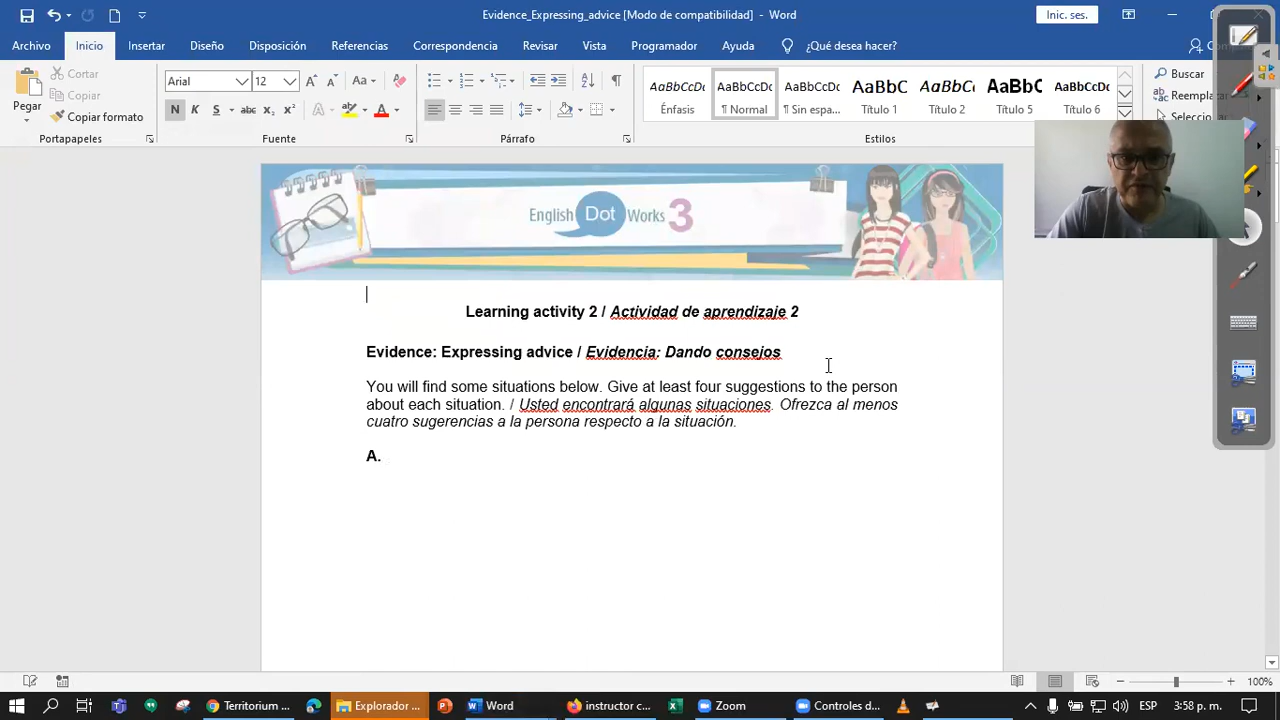 Evidence_Expressing_advice [Modo de compatibilidad] - Word
Inic. ses.
Archivo Inicio Insertar Diseño Disposición Referencias Correspondencia Revisar Vista Programador Ayuda ¿Qué desea hacer?
Pegar
Cortar
Copiar
Copiar formato
Portapapeles
Arial 12
N K S abc x₂ x²
Fuente
Párrafo
AaBbCcDc AaBbCcDc AaBbCcDc AaBbC AaBbCc AaBbC AaBbCcDc
Énfasis ¶ Normal ¶ Sin espa... Título 1 Título 2 Título 5 Título 6
Estilos
Buscar
English Dot Works 3
Learning activity 2 / Actividad de aprendizaje 2
Evidence: Expressing advice / Evidencia: Dando consejos
You will find some situations below. Give at least four suggestions to the person
about each situation. / Usted encontrará algunas situaciones. Ofrezca al menos
cuatro sugerencias a la persona respecto a la situación.
A.
100%
Territorium ... Explorador ... Word instructor c... Zoom Controles d... ESP 3:58 p. m.